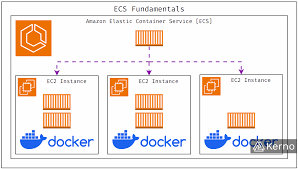 ECS Fundamentals
Amazon Elastic Container Service [ECS]
EC2 Instance
EC2 Instance
EC2 Instance
docker
docker
docker
Kerno